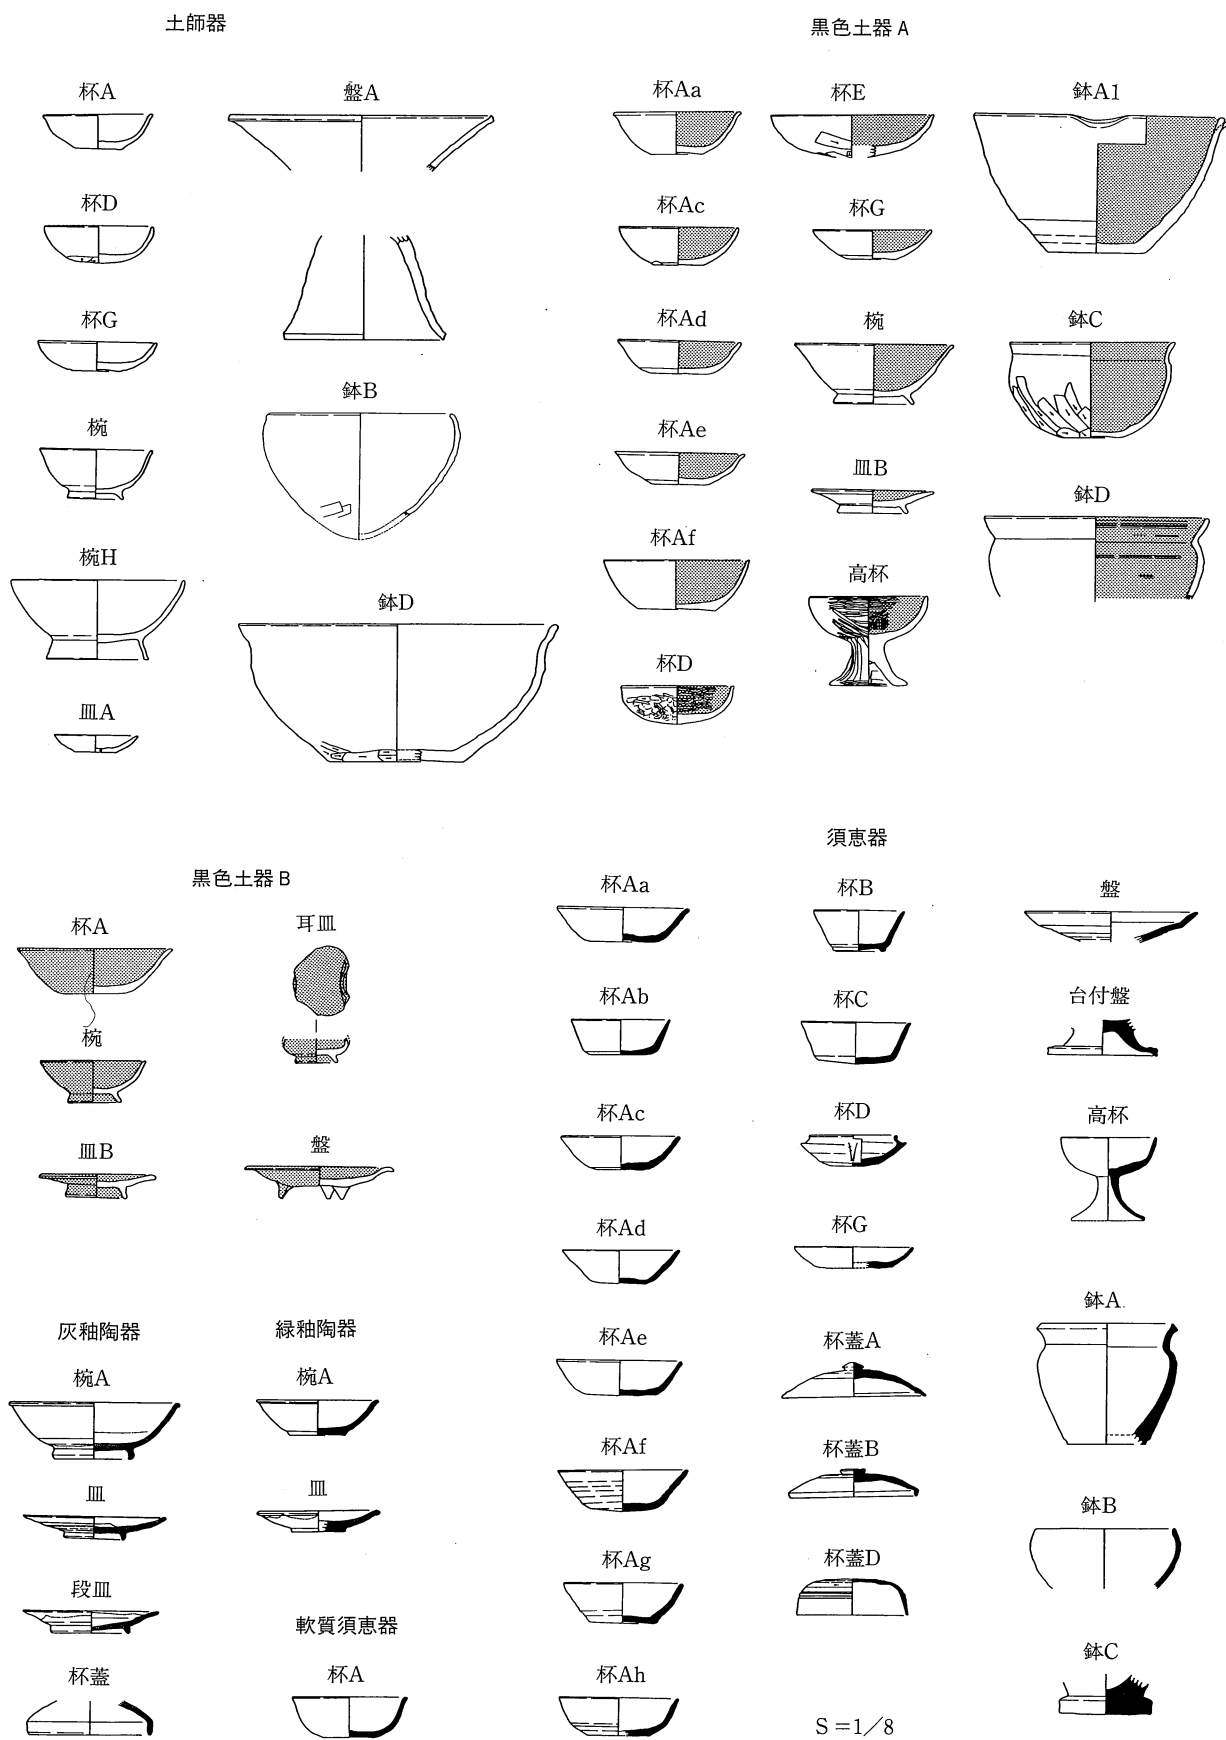 土師器
杯A
盤A
杯D
杯G
鉢B
椀
椀H
鉢D
皿A
黒色土器A
杯Aa
杯E
鉢A1
杯Ac
杯G
杯Ad
椀
鉢C
杯Ae
皿B
鉢D
杯Af
高杯
杯D
黒色土器B
杯A
耳皿
椀
皿B
盤
須恵器
杯Aa
杯B
盤
杯Ab
杯C
台付盤
杯Ac
杯D
高杯
杯Ad
杯G
鉢A
杯Ae
杯蓋A
杯Af
杯蓋B
鉢B
杯Ag
杯蓋D
鉢C
杯Ah
灰釉陶器
椀A
皿
段皿
杯蓋
緑釉陶器
椀A
皿
軟質須恵器
杯A
S=1/8